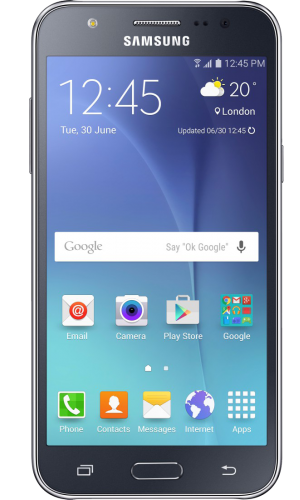 SAMSUNG
12:45 PM
12:45
20°
London
Tue, 30 June
Updated 06/30 12:45
Google
Say "Ok Google"
Email
Camera
Play Store
Google
Phone
Contacts
Messages
Internet
Apps